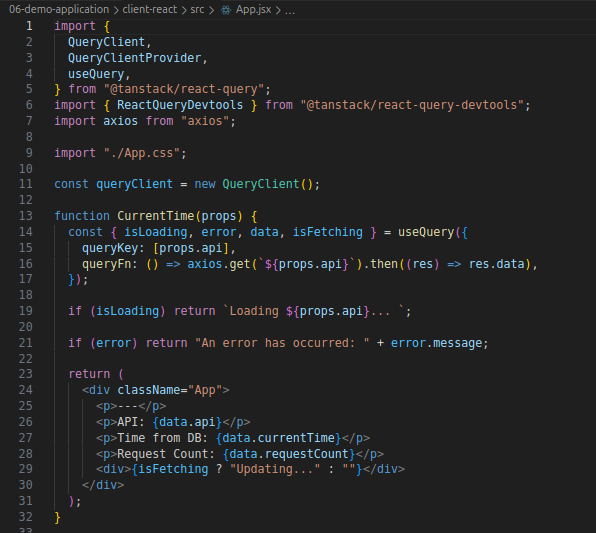 06-demo-application > client-react > src > App.jsx > ...
1 import {
2   QueryClient,
3   QueryClientProvider,
4   useQuery,
5 } from "@tanstack/react-query";
6 import { ReactQueryDevtools } from "@tanstack/react-query-devtools";
7 import axios from "axios";
8
9 import "./App.css";
10
11 const queryClient = new QueryClient();
12
13 function CurrentTime(props) {
14   const { isLoading, error, data, isFetching } = useQuery({
15     queryKey: [props.api],
16     queryFn: () => axios.get(`${props.api}`).then((res) => res.data),
17   });
18
19   if (isLoading) return `Loading ${props.api}... `;
20
21   if (error) return "An error has occurred: " + error.message;
22
23   return (
24     <div className="App">
25       <p>---</p>
26       <p>API: {data.api}</p>
27       <p>Time from DB: {data.currentTime}</p>
28       <p>Request Count: {data.requestCount}</p>
29       <div>{isFetching ? "Updating..." : ""}</div>
30     </div>
31   );
32 }
33